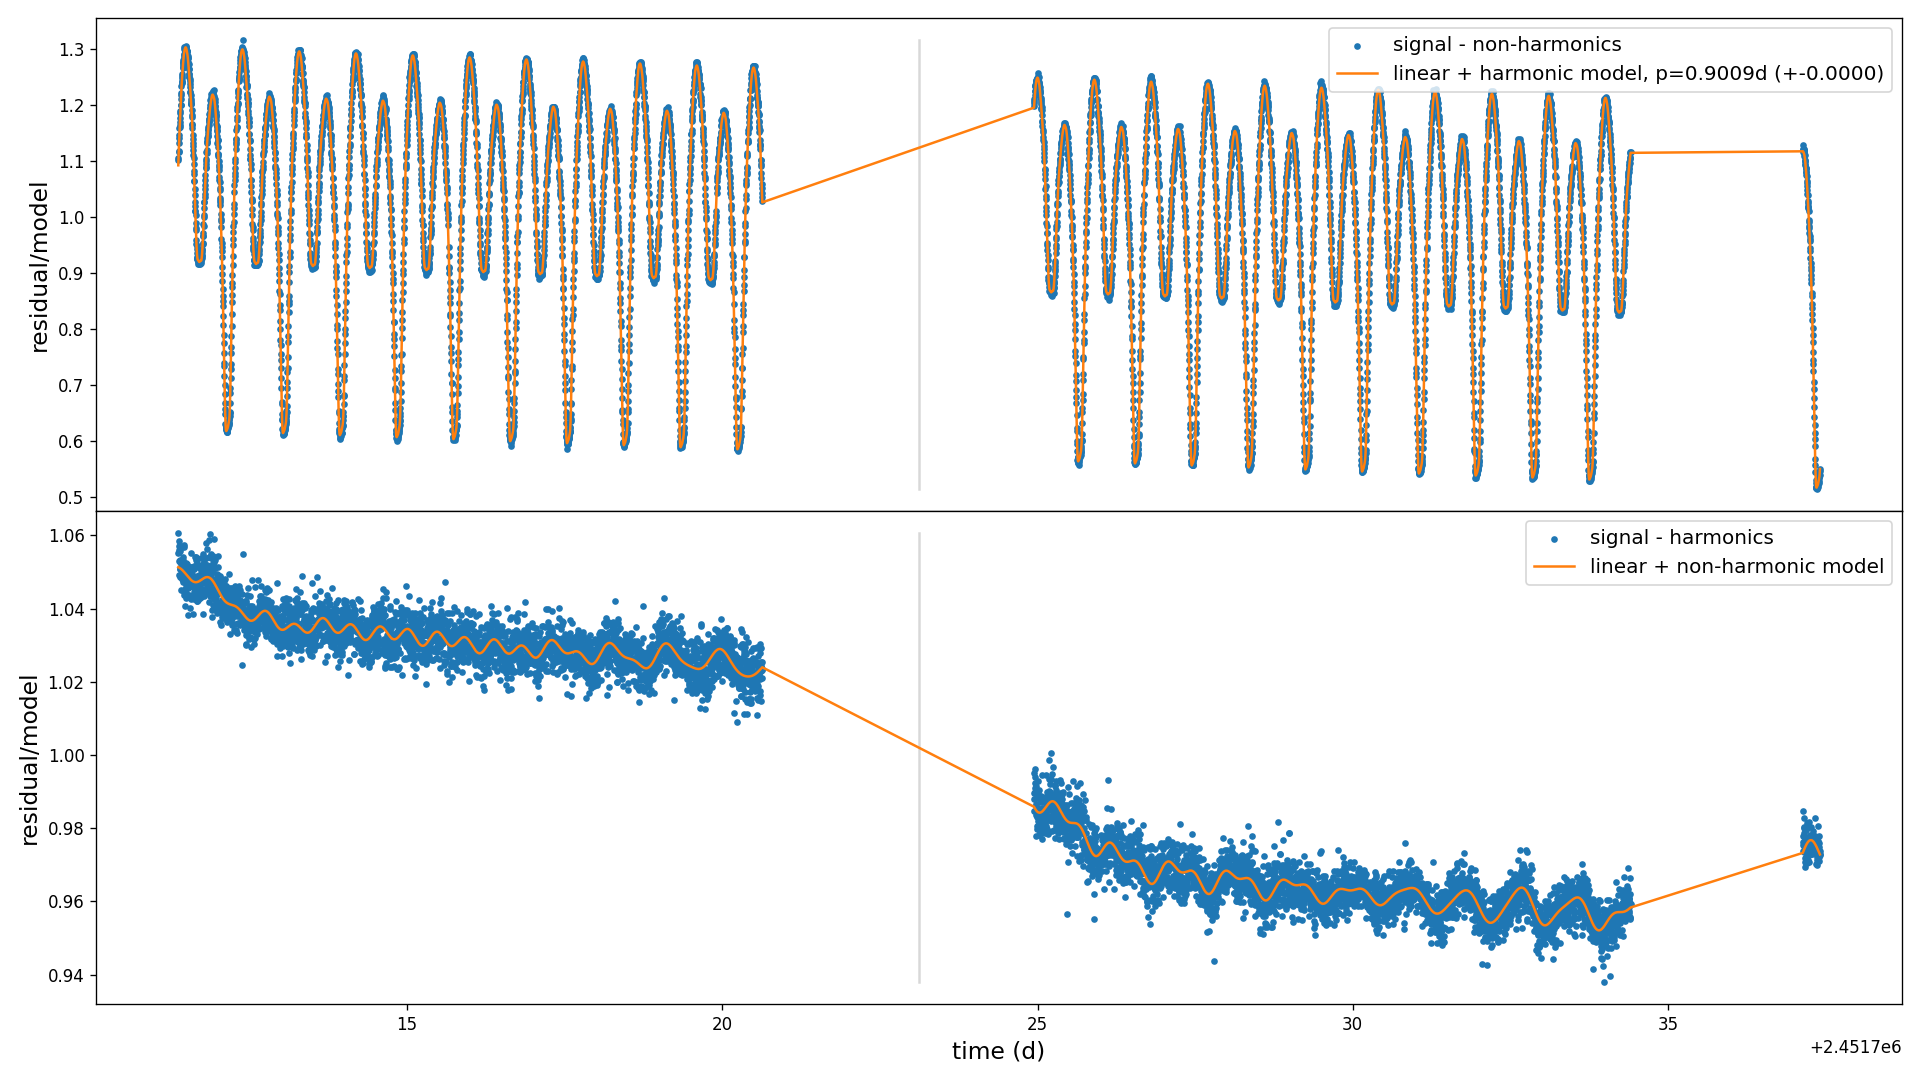 signal - non-harmonics
linear + harmonic model, p=0.9009d (+-0.0000)
1.3
1.2
1.1
1.0
0.9
0.8
0.7
0.6
0.5
residual/model
signal - harmonics
linear + non-harmonic model
1.06
1.04
1.02
1.00
0.98
0.96
0.94
residual/model
15
20
25
30
35
time (d)
+2.4517e6